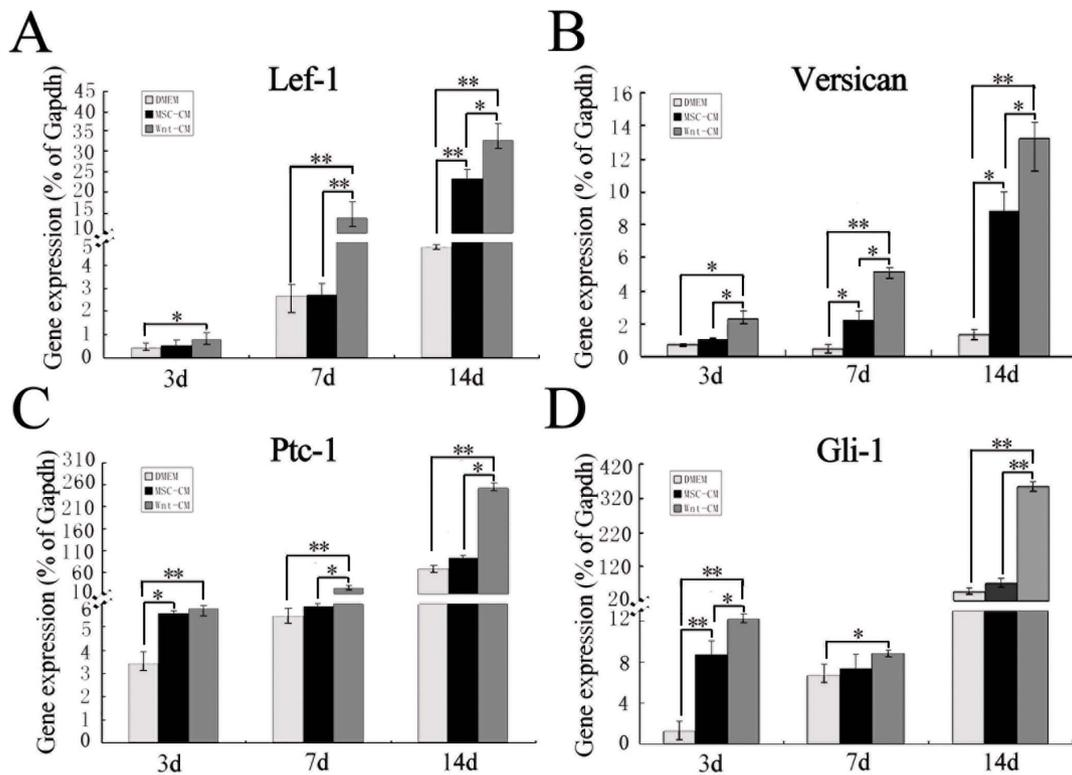 A
Lef-1
Gene expression (% of Gapdh)
45
40
35
30
25
20
15
10
5
4
3
2
1
0
DMEM
MSC-CM
Wnt-CM
*
**
**
**
**
*
3d
7d
14d
B
Versican
Gene expression (% of Gapdh)
16
14
12
10
8
6
4
2
0
DMEM
MSC-CM
Wnt-CM
*
*
**
*
*
**
*
*
3d
7d
14d
C
Ptc-1
Gene expression (% of Gapdh)
310
260
210
160
110
60
10
6
5
4
3
2
1
0
DMEM
MSC-CM
Wnt-CM
**
*
**
*
**
*
3d
7d
14d
D
Gli-1
Gene expression (% of Gapdh)
420
320
220
120
70
20
12
8
4
0
DMEM
MSC-CM
Wnt-CM
**
**
*
*
**
**
3d
7d
14d